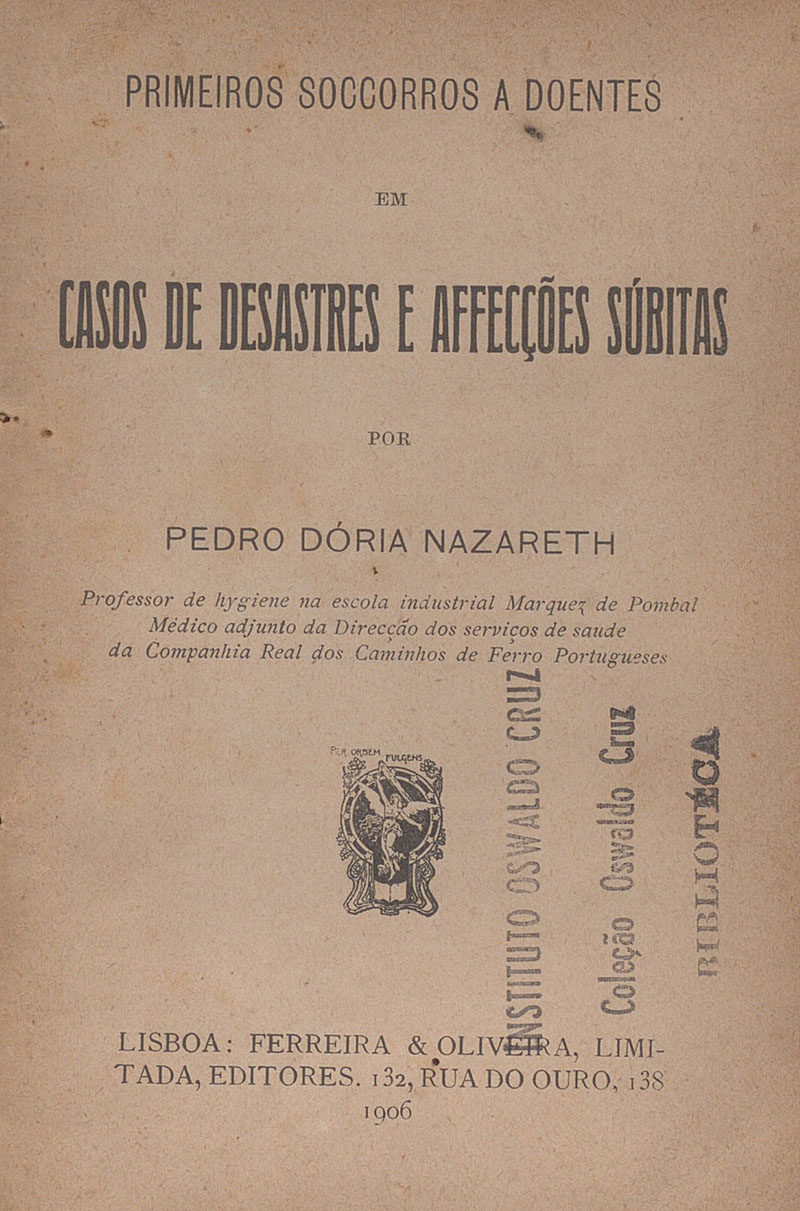 PRIMEIROS SOCCORROS A DOENTES
EM
CASOS DE DESASTRES E AFFECÇÕES SÚBITAS
POR
PEDRO DÓRIA NAZARETH
Professor de hygiene na escola industrial Marquez de Pombal
Médico adjunto da Direcção dos serviços de saude
da Companhia Real dos Caminhos de Ferro Portugueses
PER ORBEM FULGENS
INSTITUTO OSWALDO CRUZ
Coleção Oswaldo Cruz
BIBLIOTÉCA
LISBOA: FERREIRA & OLIVEIRA, LIMI-
TADA, EDITORES. 132, RUA DO OURO, 138
1906